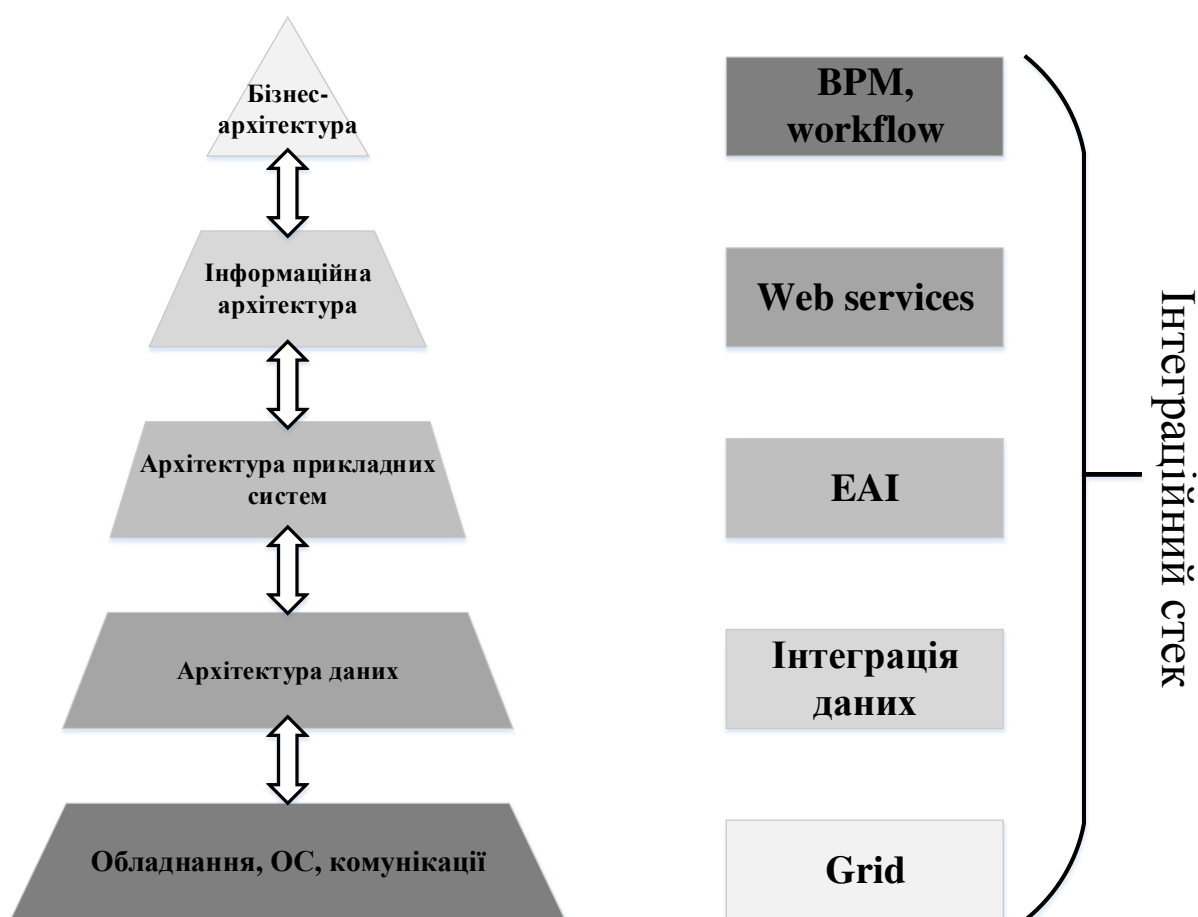 Бізнес-
архітектура
BPM,
workflow
Інформаційна
архітектура
Web services
Архітектура прикладних
систем
EAI
Архітектура даних
Інтеграція
даних
Обладнання, ОС, комунікації
Grid
Інтеграційний стек